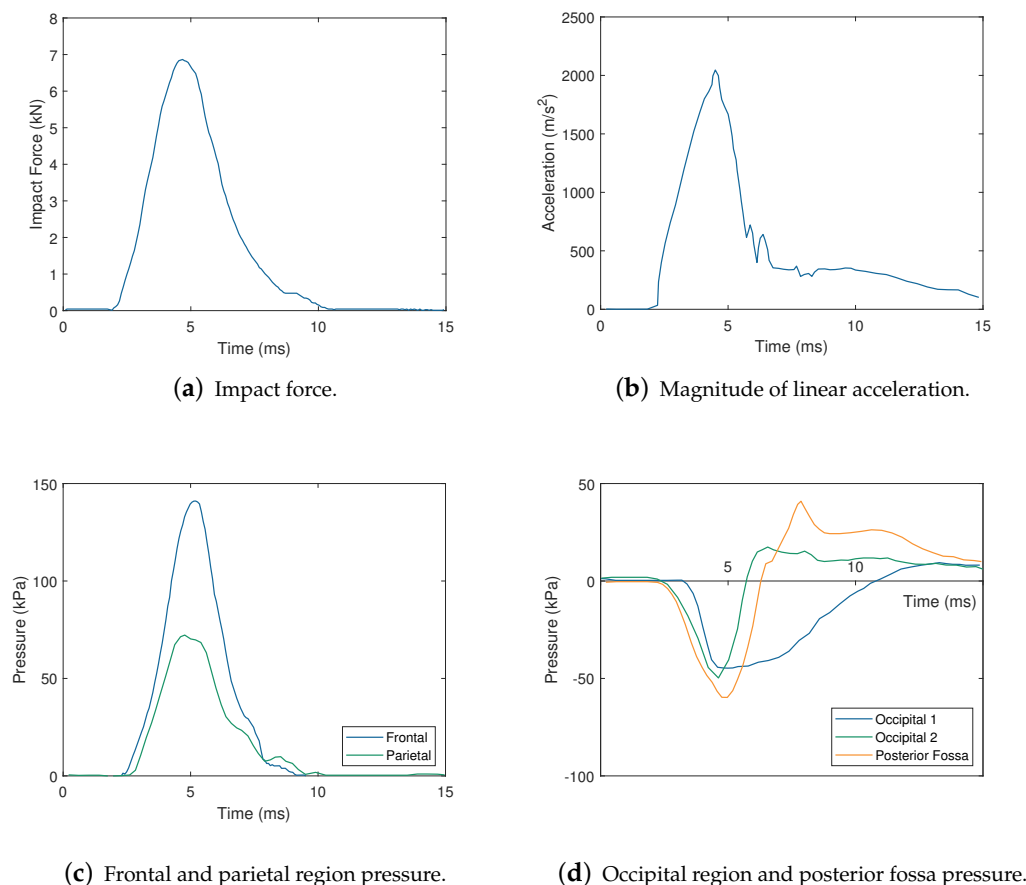 8
7
6
5
4
3
2
1
0
Impact Force (kN)
0 5 10 15
Time (ms)
(a) Impact force.
2500
2000
1500
1000
500
0
Acceleration (m/s²)
0 5 10 15
Time (ms)
(b) Magnitude of linear acceleration.
150
100
50
0
Pressure (kPa)
Frontal
Parietal
0 5 10 15
Time (ms)
(c) Frontal and parietal region pressure.
50
0
-50
-100
Pressure (kPa)
5 10
Time (ms)
Occipital 1
Occipital 2
Posterior Fossa
(d) Occipital region and posterior fossa pressure.